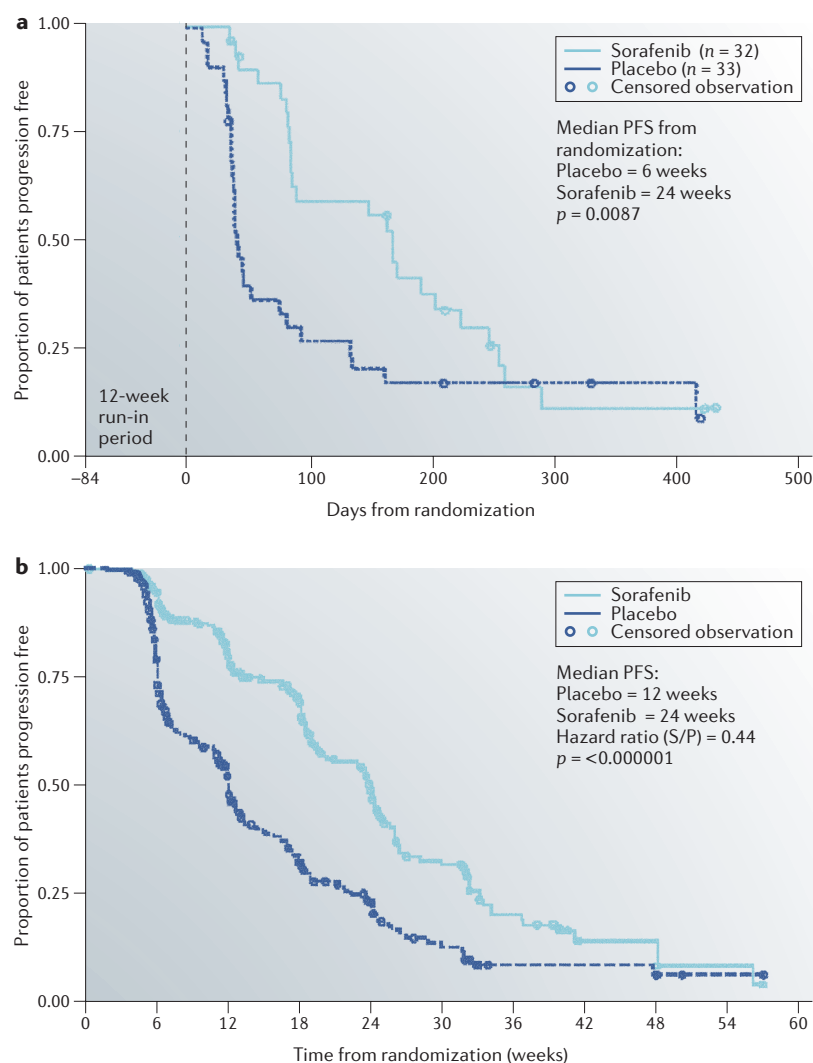 a
1.00
0.75
0.50
0.25
0.00
Proportion of patients progression free
Sorafenib (n = 32)
Placebo (n = 33)
Censored observation
Median PFS from
randomization:
Placebo = 6 weeks
Sorafenib = 24 weeks
p = 0.0087
12-week
run-in
period
–84 0 100 200 300 400 500
Days from randomization
b
1.00
0.75
0.50
0.25
0.00
Proportion of patients progression free
Sorafenib
Placebo
Censored observation
Median PFS:
Placebo = 12 weeks
Sorafenib = 24 weeks
Hazard ratio (S/P) = 0.44
p = <0.000001
0 6 12 18 24 30 36 42 48 54 60
Time from randomization (weeks)